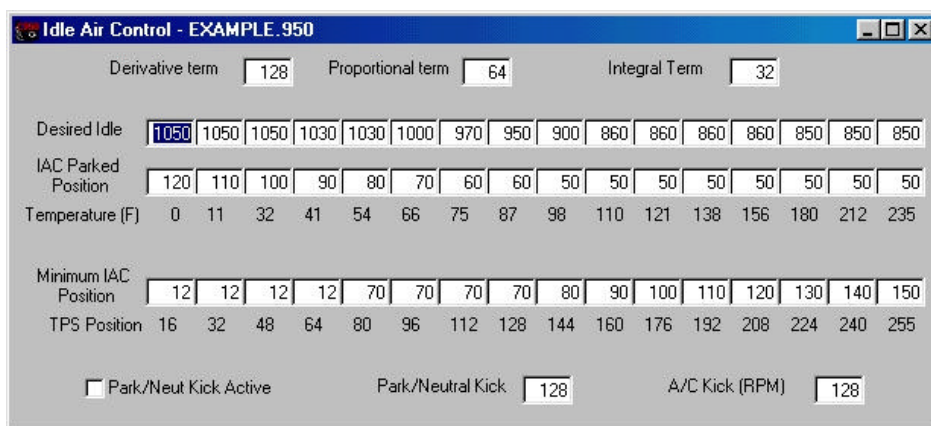 Idle Air Control - EXAMPLE.950
Derivative term 128 Proportional term 64 Integral Term 32
Desired Idle 1050 1050 1050 1030 1030 1000 970 950 900 860 860 860 860 850 850 850
IAC Parked
Position 120 110 100 90 80 70 60 60 50 50 50 50 50 50 50 50
Temperature (F) 0 11 32 41 54 66 75 87 98 110 121 138 156 180 212 235
Minimum IAC
Position 12 12 12 12 70 70 70 70 80 90 100 110 120 130 140 150
TPS Position 16 32 48 64 80 96 112 128 144 160 176 192 208 224 240 255
Park/Neut Kick Active Park/Neutral Kick 128 A/C Kick (RPM) 128